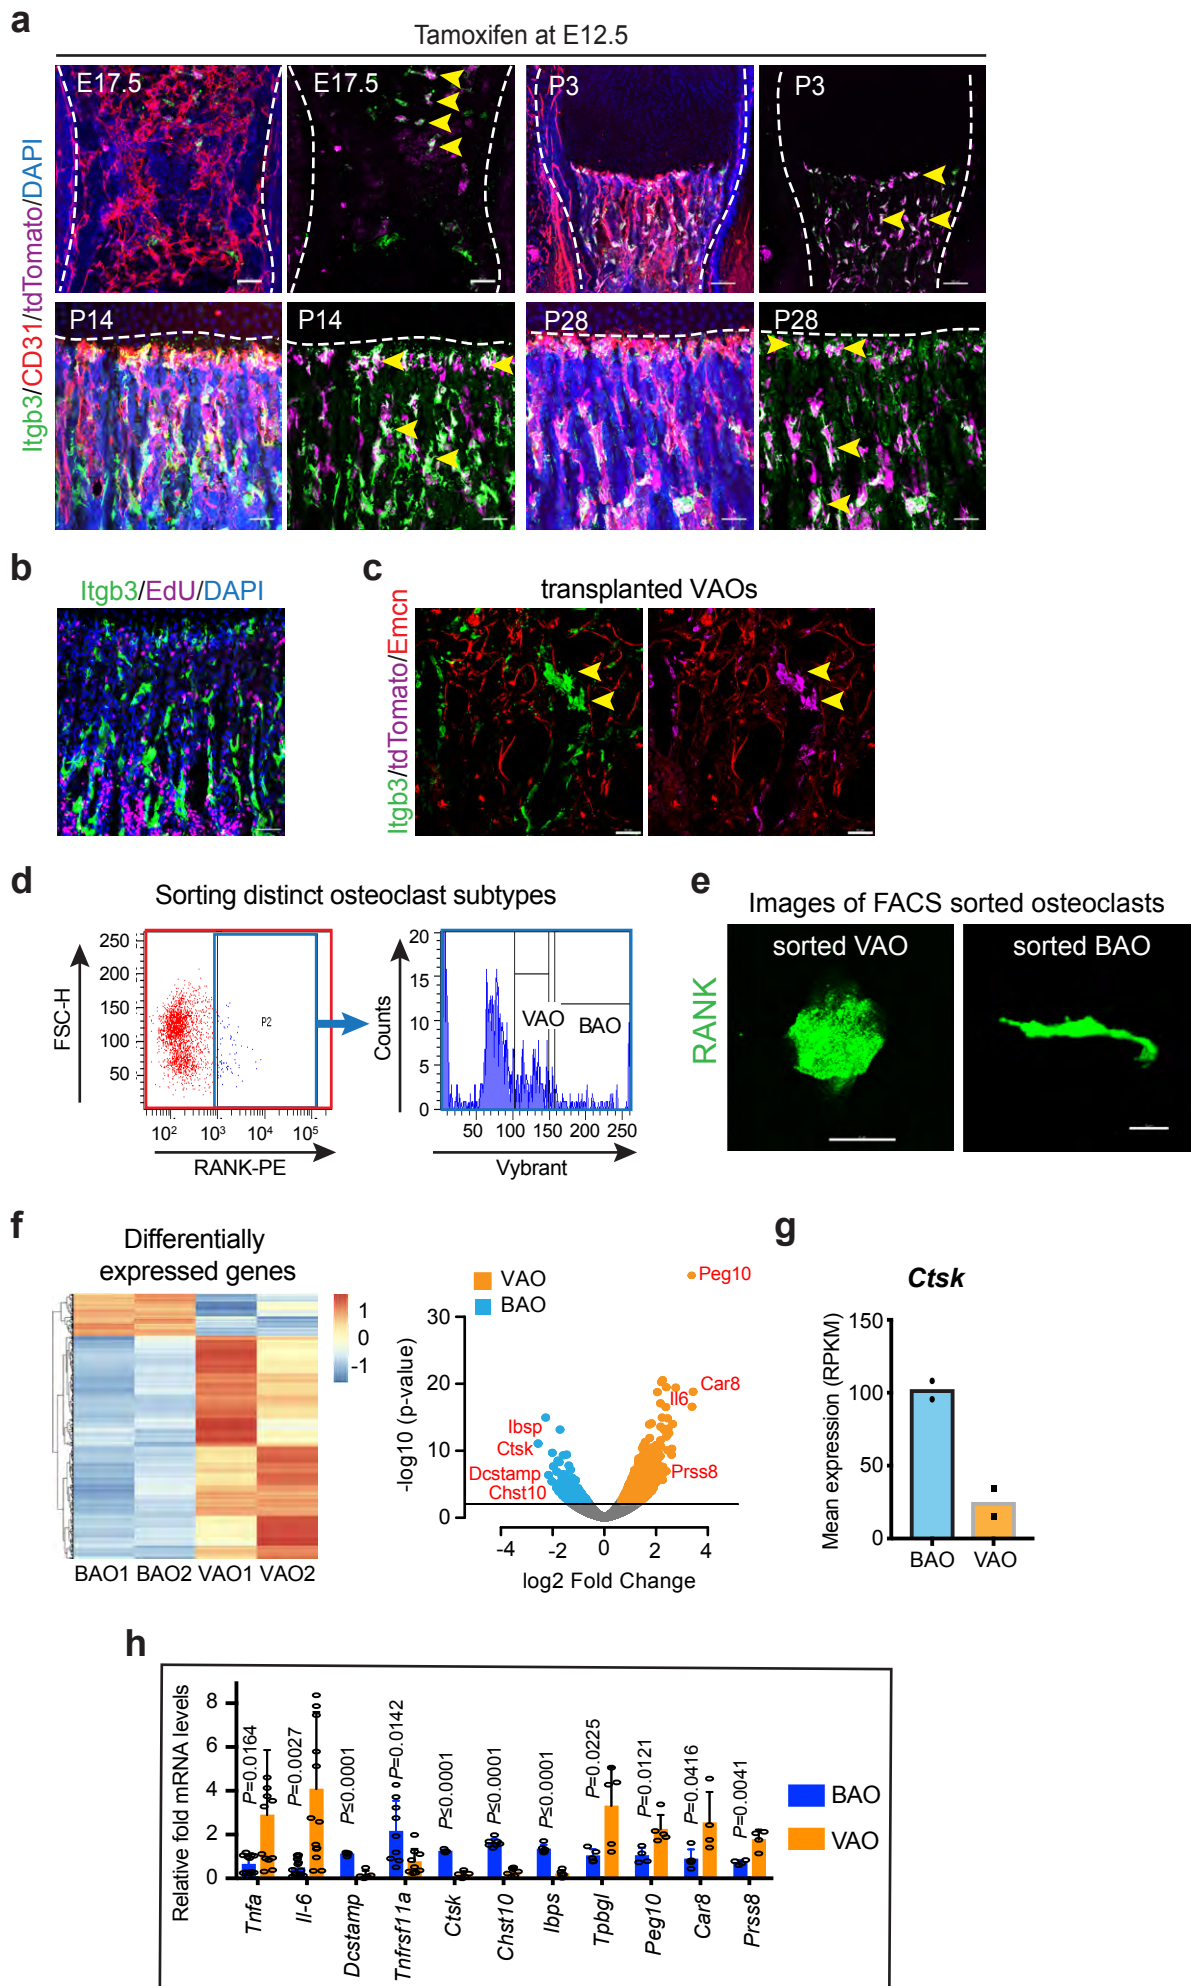 a
Tamoxifen at E12.5
Itgb3/CD31/tdTomato/DAPI
E17.5
E17.5
P3
P3
P14
P14
P28
P28
b
Itgb3/EdU/DAPI
c
transplanted VAOs
Itgb3/tdTomato/Emcn
d
Sorting distinct osteoclast subtypes
FSC-H
250
200
150
100
50
P2
10² 10³ 10⁴ 10⁵
RANK-PE
Counts
20
15
10
5
0
VAO
BAO
50 100 150 200 250
Vybrant
e
Images of FACS sorted osteoclasts
RANK
sorted VAO
sorted BAO
f
Differentially
expressed genes
1
0
-1
BAO1 BAO2 VAO1 VAO2
VAO
BAO
-log10 (p-value)
30
20
10
0
Peg10
Car8
Il6
Prss8
Ibsp
Ctsk
Dcstamp
Chst10
-4 -2 0 2 4
log2 Fold Change
g
Ctsk
Mean expression (RPKM)
150
100
50
0
BAO VAO
h
Relative fold mRNA levels
8
6
4
2
0
P=0.0164
P=0.0027
P≤0.0001
P=0.0142
P≤0.0001
P≤0.0001
P≤0.0001
P=0.0225
P=0.0121
P=0.0416
P=0.0041
Tnfa
Il-6
Dcstamp
Tnfrsf11a
Ctsk
Chst10
Ibps
Tpbgl
Peg10
Car8
Prss8
BAO
VAO